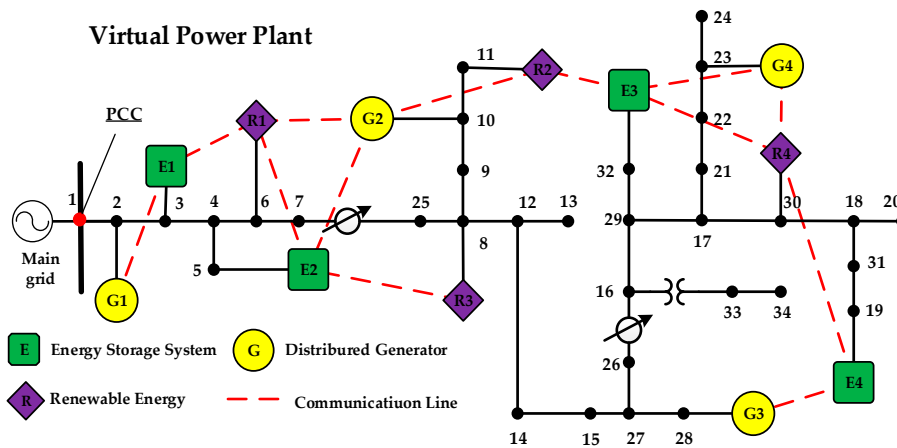 Virtual Power Plant
24
11
23
R2
G4
PCC
E3
R1
G2
10
22
E1
R4
9
32
21
1
2
3
4
6
7
25
8
12
13
29
17
30
18
20
Main
grid
5
E2
31
G1
R3
16
33
34
19
26
E
Energy Storage System
G
Distribured Generator
E4
R
Renewable Energy
Communicatiuon Line
G3
14
15
27
28